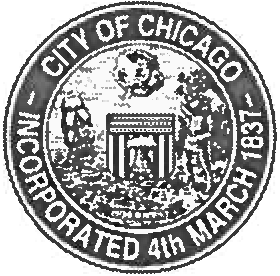 CITY OF CHICAGO
INCORPORATED 4th MARCH 1837